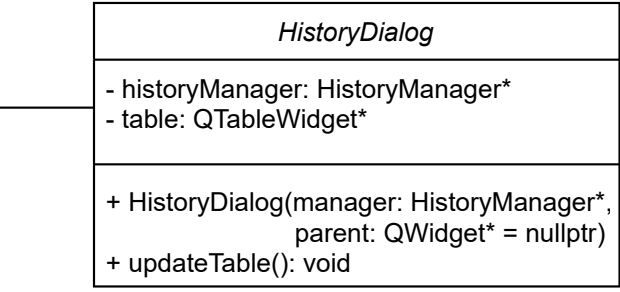 HistoryDialog
- historyManager: HistoryManager*
- table: QTableWidget*
+ HistoryDialog(manager: HistoryManager*,
parent: QWidget* = nullptr)
+ updateTable(): void